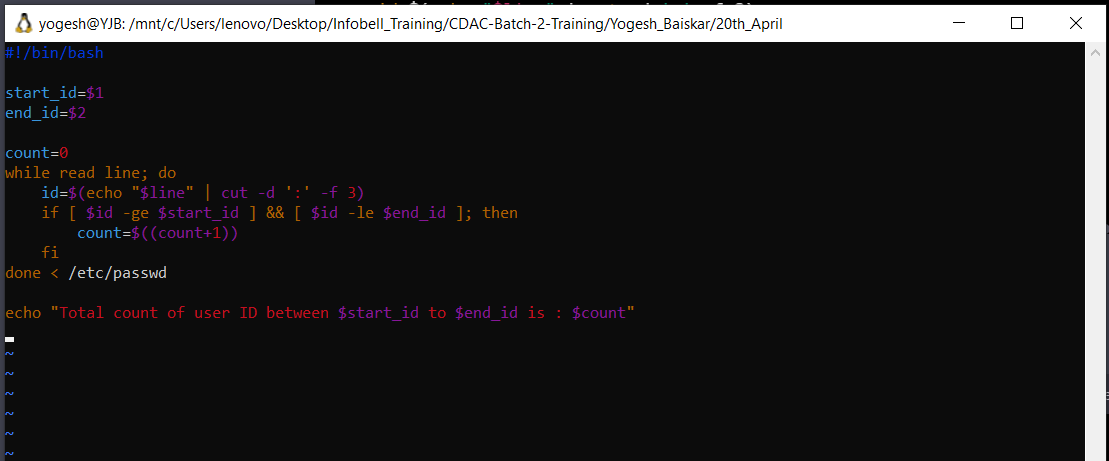 yogesh@YJB: /mnt/c/Users/lenovo/Desktop/Infobell_Training/CDAC-Batch-2-Training/Yogesh_Baiskar/20th_April
#!/bin/bash

start_id=$1
end_id=$2

count=0
while read line; do
    id=$(echo "$line" | cut -d ':' -f 3)
    if [ $id -ge $start_id ] && [ $id -le $end_id ]; then
        count=$((count+1))
    fi
done < /etc/passwd

echo "Total count of user ID between $start_id to $end_id is : $count"

~
~
~
~
~
~